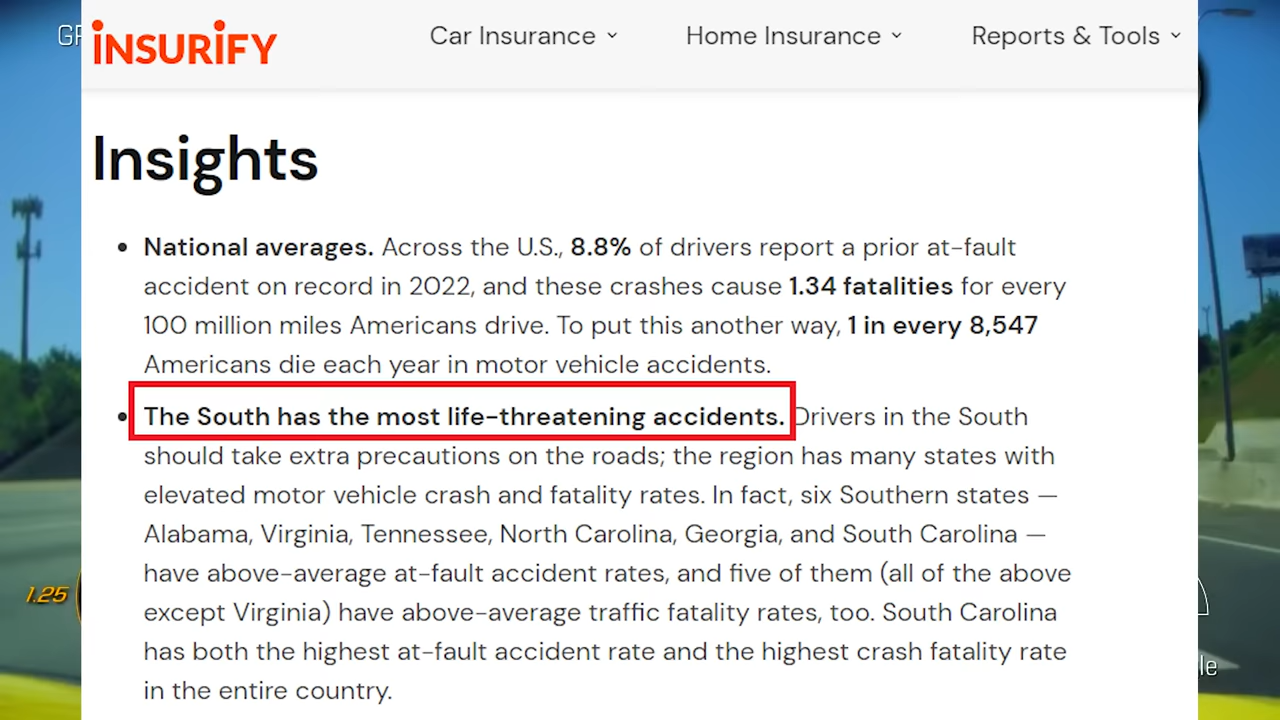 GP
INSURIFY
Car Insurance
Home Insurance
Reports & Tools
Insights
• National averages. Across the U.S., 8.8% of drivers report a prior at-fault
accident on record in 2022, and these crashes cause 1.34 fatalities for every
100 million miles Americans drive. To put this another way, 1 in every 8,547
Americans die each year in motor vehicle accidents.
• The South has the most life-threatening accidents. Drivers in the South
should take extra precautions on the roads; the region has many states with
elevated motor vehicle crash and fatality rates. In fact, six Southern states —
Alabama, Virginia, Tennessee, North Carolina, Georgia, and South Carolina —
have above-average at-fault accident rates, and five of them (all of the above
except Virginia) have above-average traffic fatality rates, too. South Carolina
has both the highest at-fault accident rate and the highest crash fatality rate
in the entire country.
1.25
le